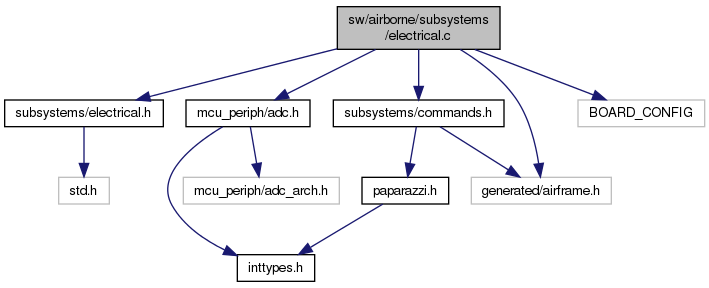 sw/airborne/subsystems
/electrical.c
subsystems/electrical.h
mcu_periph/adc.h
subsystems/commands.h
BOARD_CONFIG
std.h
mcu_periph/adc_arch.h
paparazzi.h
generated/airframe.h
inttypes.h